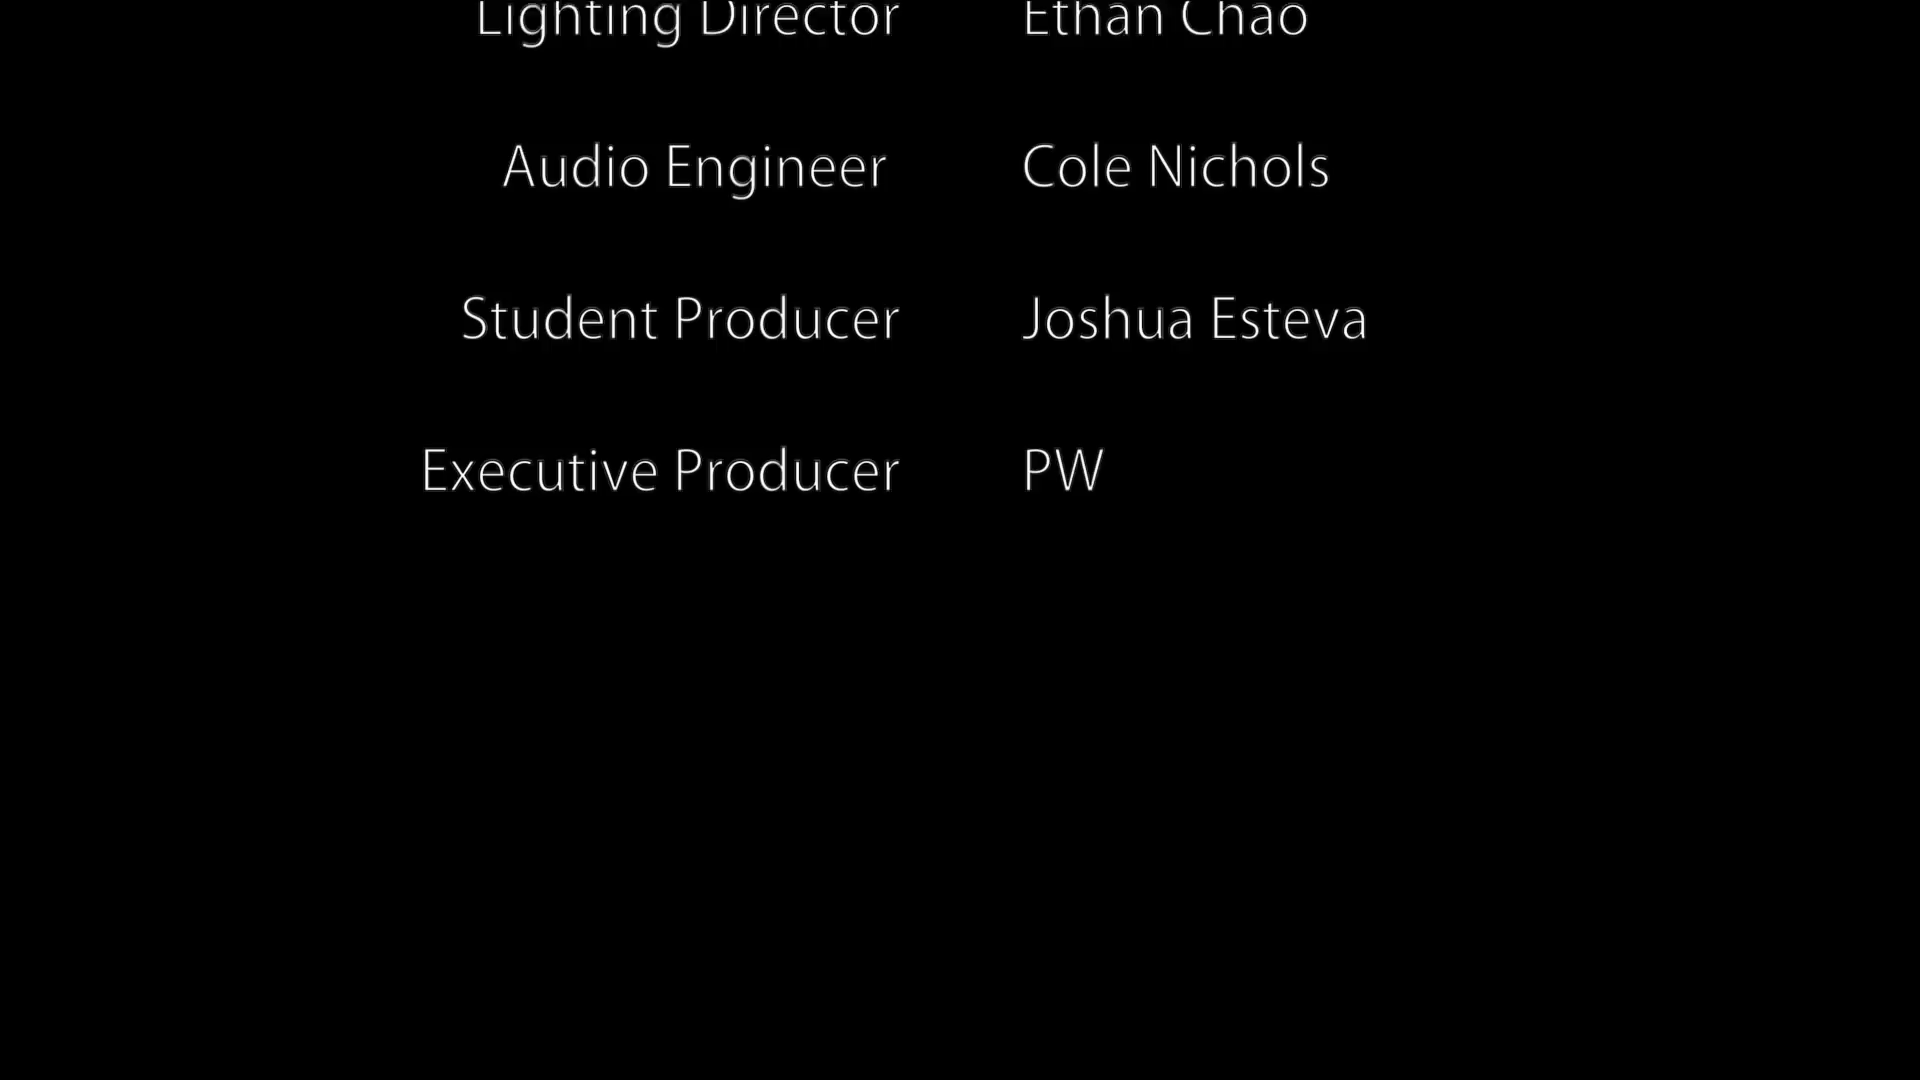 Lighting Director Ethan Chao
Audio Engineer Cole Nichols
Student Producer Joshua Esteva
Executive Producer PW